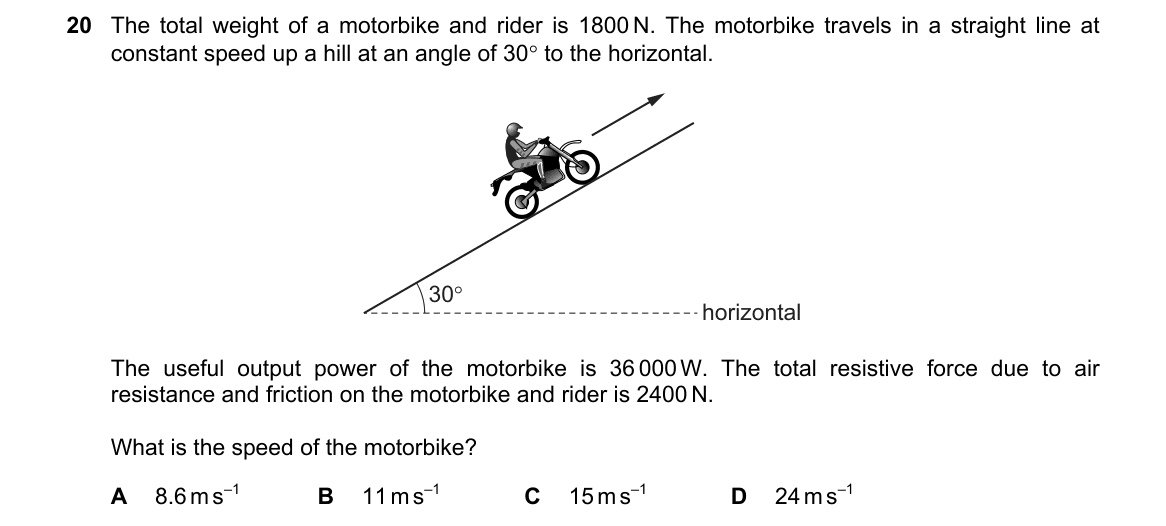 20 The total weight of a motorbike and rider is 1800 N. The motorbike travels in a straight line at
constant speed up a hill at an angle of 30° to the horizontal.
30°
horizontal
The useful output power of the motorbike is 36 000 W. The total resistive force due to air
resistance and friction on the motorbike and rider is 2400 N.
What is the speed of the motorbike?
A 8.6 m s⁻¹ B 11 m s⁻¹ C 15 m s⁻¹ D 24 m s⁻¹